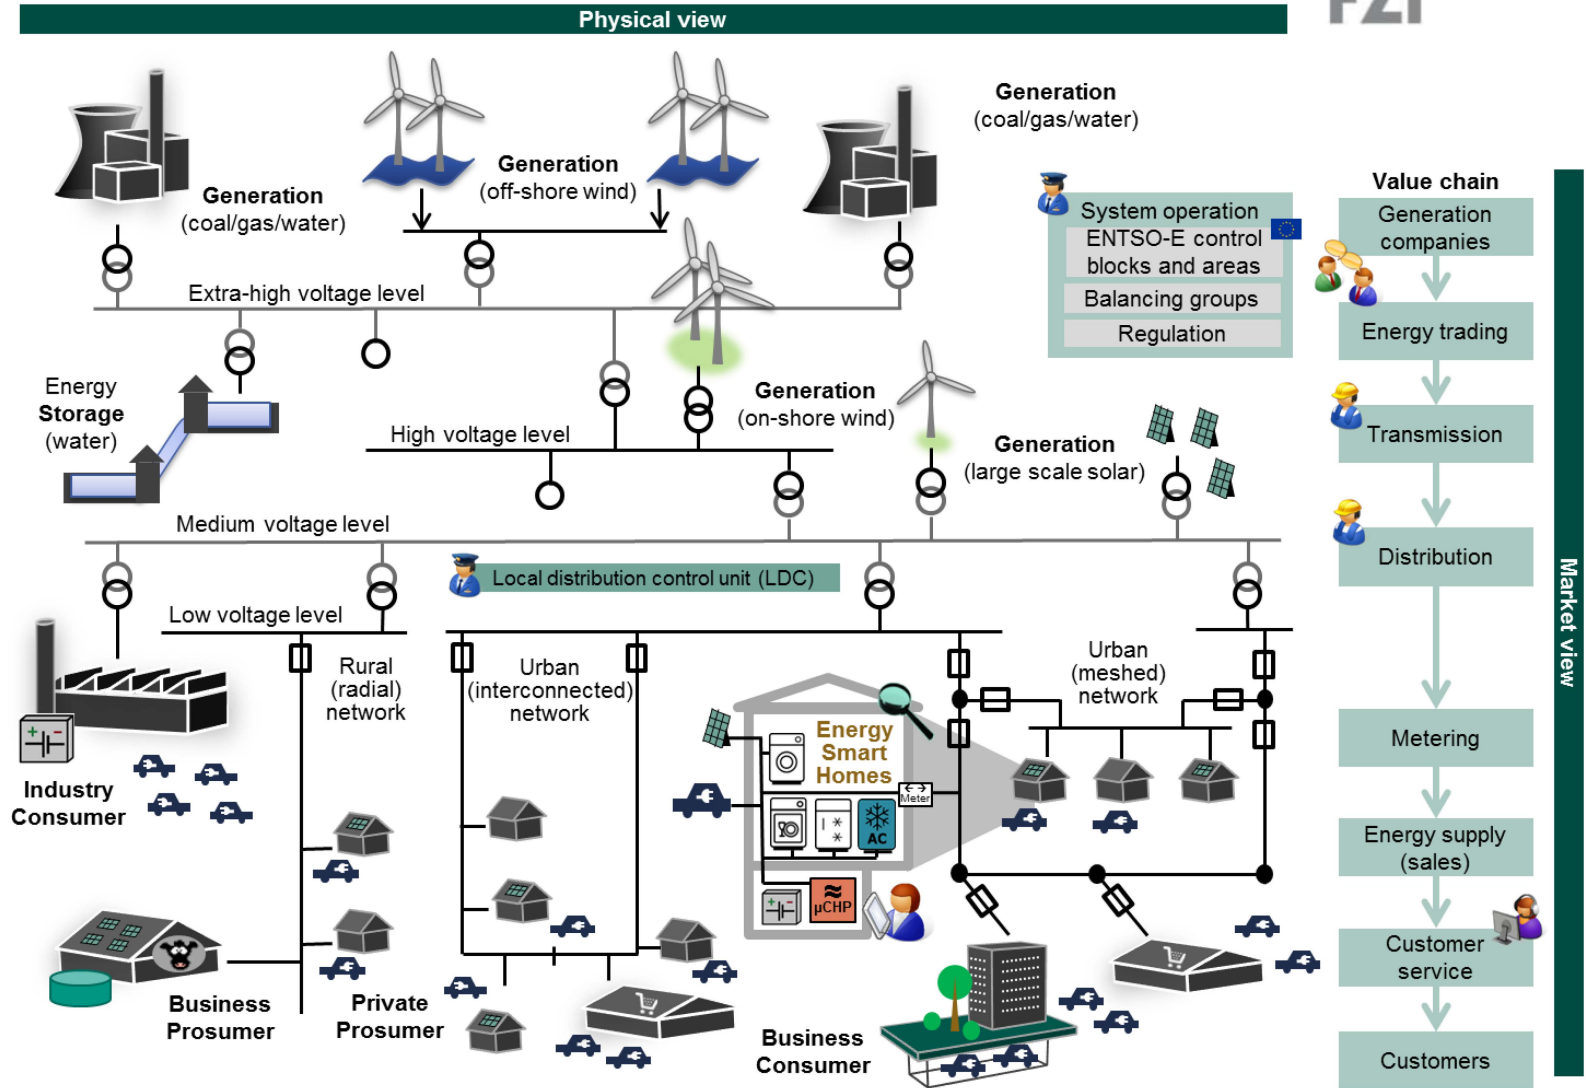 Physical view
FZI
Generation
(coal/gas/water)
Generation
(off-shore wind)
Generation
(coal/gas/water)
Value chain
System operation
ENTSO-E control
blocks and areas
Balancing groups
Regulation
Generation
companies
Extra-high voltage level
Energy trading
Energy
Storage
(water)
Generation
(on-shore wind)
High voltage level
Generation
(large scale solar)
Transmission
Medium voltage level
Distribution
Local distribution control unit (LDC)
Market view
Low voltage level
Rural
(radial)
network
Urban
(interconnected)
network
Urban
(meshed)
network
Energy
Smart
Homes
Meter
AC
µCHP
Metering
Industry
Consumer
Energy supply
(sales)
Customer
service
Business
Prosumer
Private
Prosumer
Business
Consumer
Customers